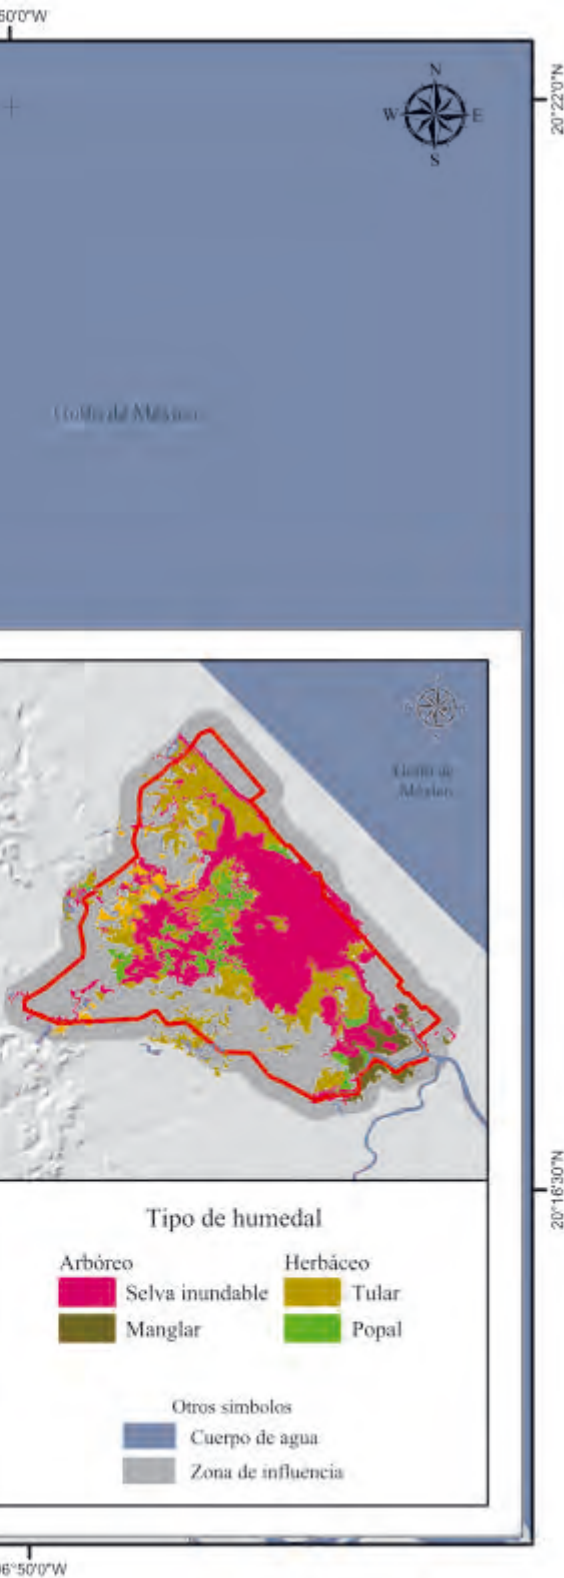 50'0"W
N
W E
S
20°22'0"N
Golfo de México
Golfo de
México
20°16'30"N
Tipo de humedal
Arbóreo Herbáceo
Selva inundable Tular
Manglar Popal
Otros símbolos
Cuerpo de agua
Zona de influencia
96°50'0"W